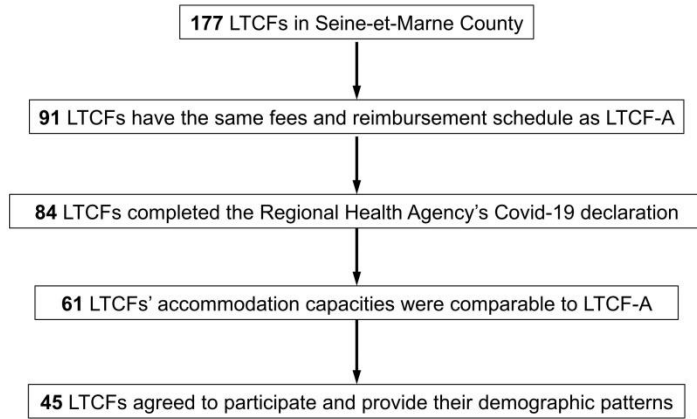 177 LTCFs in Seine-et-Marne County
91 LTCFs have the same fees and reimbursement schedule as LTCF-A
84 LTCFs completed the Regional Health Agency's Covid-19 declaration
61 LTCFs' accommodation capacities were comparable to LTCF-A
45 LTCFs agreed to participate and provide their demographic patterns